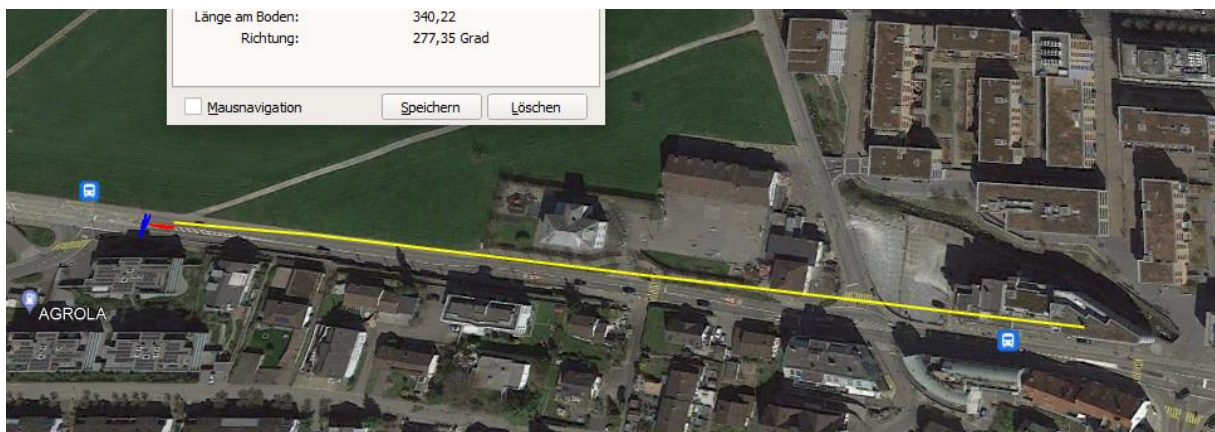 Länge am Boden: 340,22
Richtung: 277,35 Grad
Mausnavigation Speichern Löschen
AGROLA